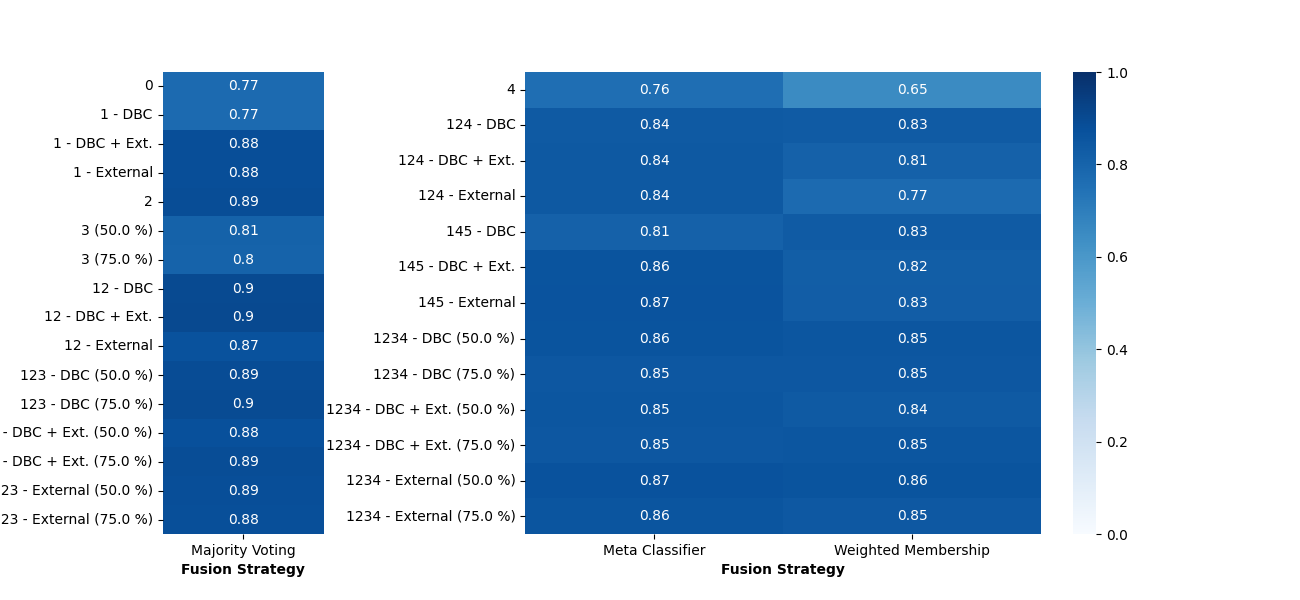 0 0.77
1 - DBC 0.77
1 - DBC + Ext. 0.88
1 - External 0.88
2 0.89
3 (50.0 %) 0.81
3 (75.0 %) 0.8
12 - DBC 0.9
12 - DBC + Ext. 0.9
12 - External 0.87
123 - DBC (50.0 %) 0.89
123 - DBC (75.0 %) 0.9
- DBC + Ext. (50.0 %) 0.88
- DBC + Ext. (75.0 %) 0.89
23 - External (50.0 %) 0.89
23 - External (75.0 %) 0.88
Majority Voting
Fusion Strategy
4 0.76 0.65
124 - DBC 0.84 0.83
124 - DBC + Ext. 0.84 0.81
124 - External 0.84 0.77
145 - DBC 0.81 0.83
145 - DBC + Ext. 0.86 0.82
145 - External 0.87 0.83
1234 - DBC (50.0 %) 0.86 0.85
1234 - DBC (75.0 %) 0.85 0.85
1234 - DBC + Ext. (50.0 %) 0.85 0.84
1234 - DBC + Ext. (75.0 %) 0.85 0.85
1234 - External (50.0 %) 0.87 0.86
1234 - External (75.0 %) 0.86 0.85
Meta Classifier Weighted Membership
Fusion Strategy
1.0
0.8
0.6
0.4
0.2
0.0